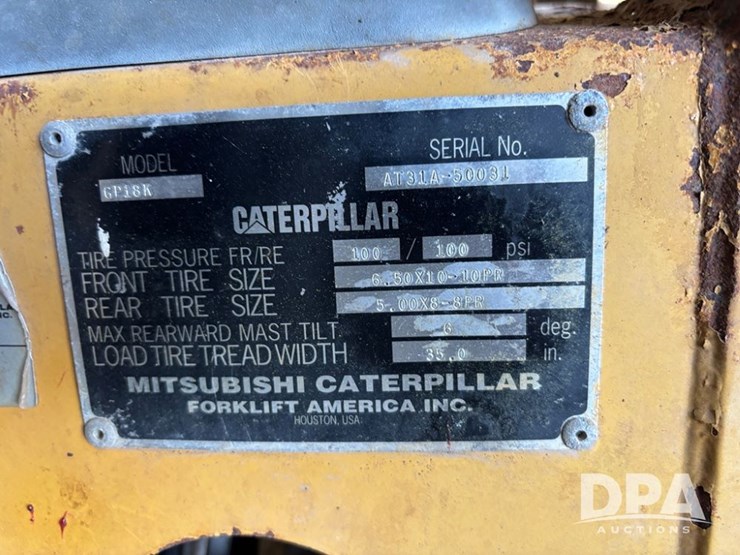 MODEL
GP18K
SERIAL No.
AT31A-50031
CATERPILLAR
TIRE PRESSURE FR/RE 100 / 100 psi
FRONT TIRE SIZE 6.50X10-10PR
REAR TIRE SIZE 5.00X8-8PR
MAX REARWARD MAST TILT 6 deg.
LOAD TIRE TREAD WIDTH 35.0 in.
MITSUBISHI CATERPILLAR
FORKLIFT AMERICA INC.
HOUSTON, USA
DPA
AUCTIONS